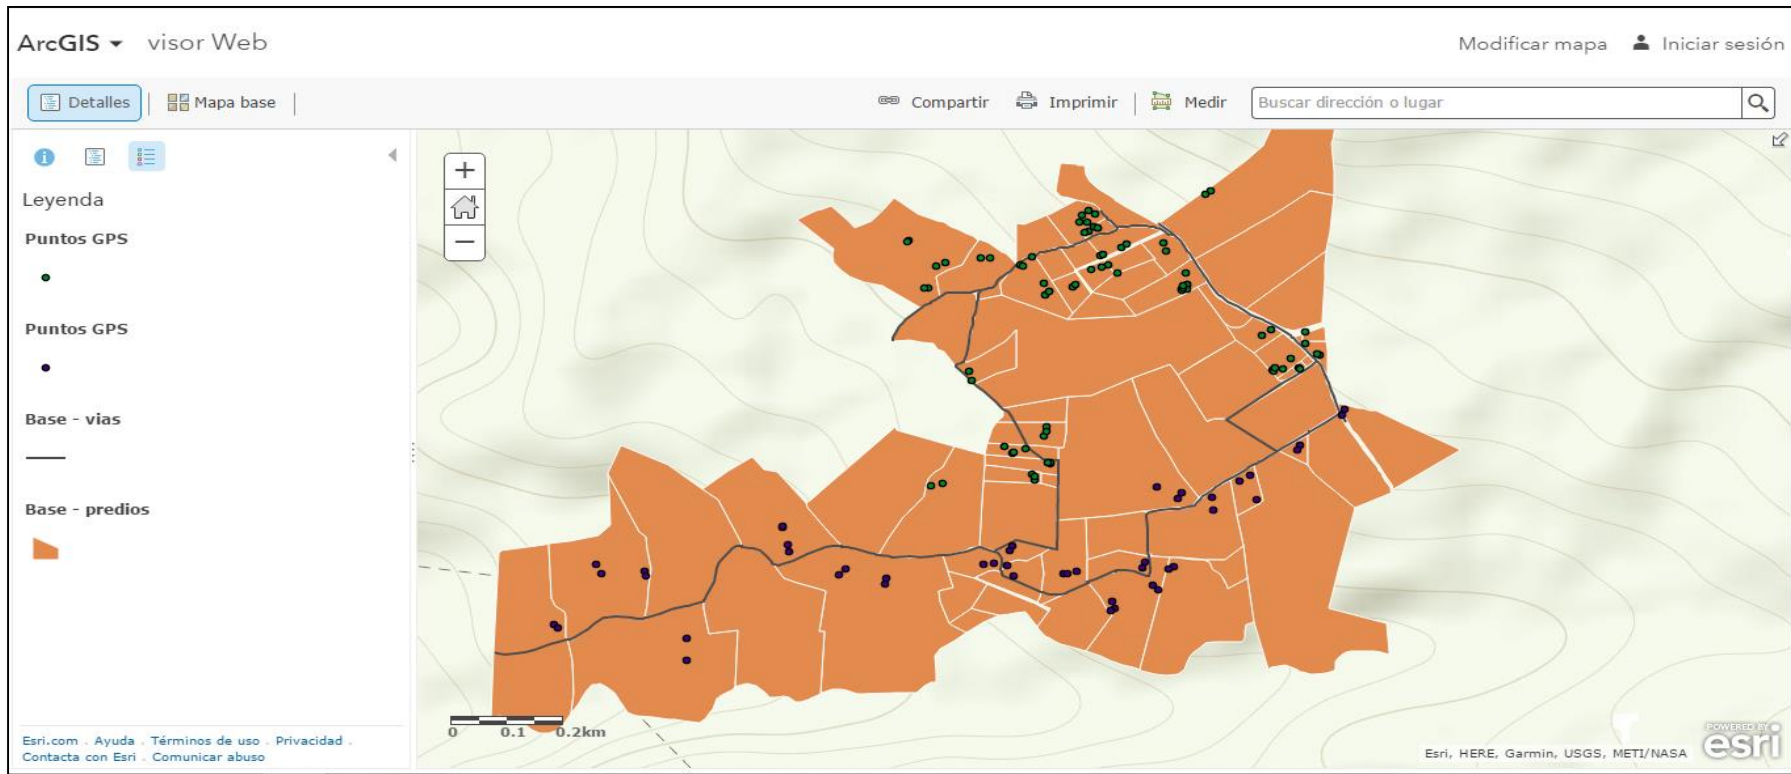 ArcGIS visor Web
Modificar mapa Iniciar sesión
Detalles Mapa base
Compartir Imprimir Medir Buscar dirección o lugar
Leyenda
Puntos GPS
Puntos GPS
Base - vias
Base - predios
Esri.com . Ayuda . Términos de uso . Privacidad .
Contacta con Esri . Comunicar abuso
+
−
0 0.1 0.2km
Esri, HERE, Garmin, USGS, METI/NASA
POWERED BY
esri